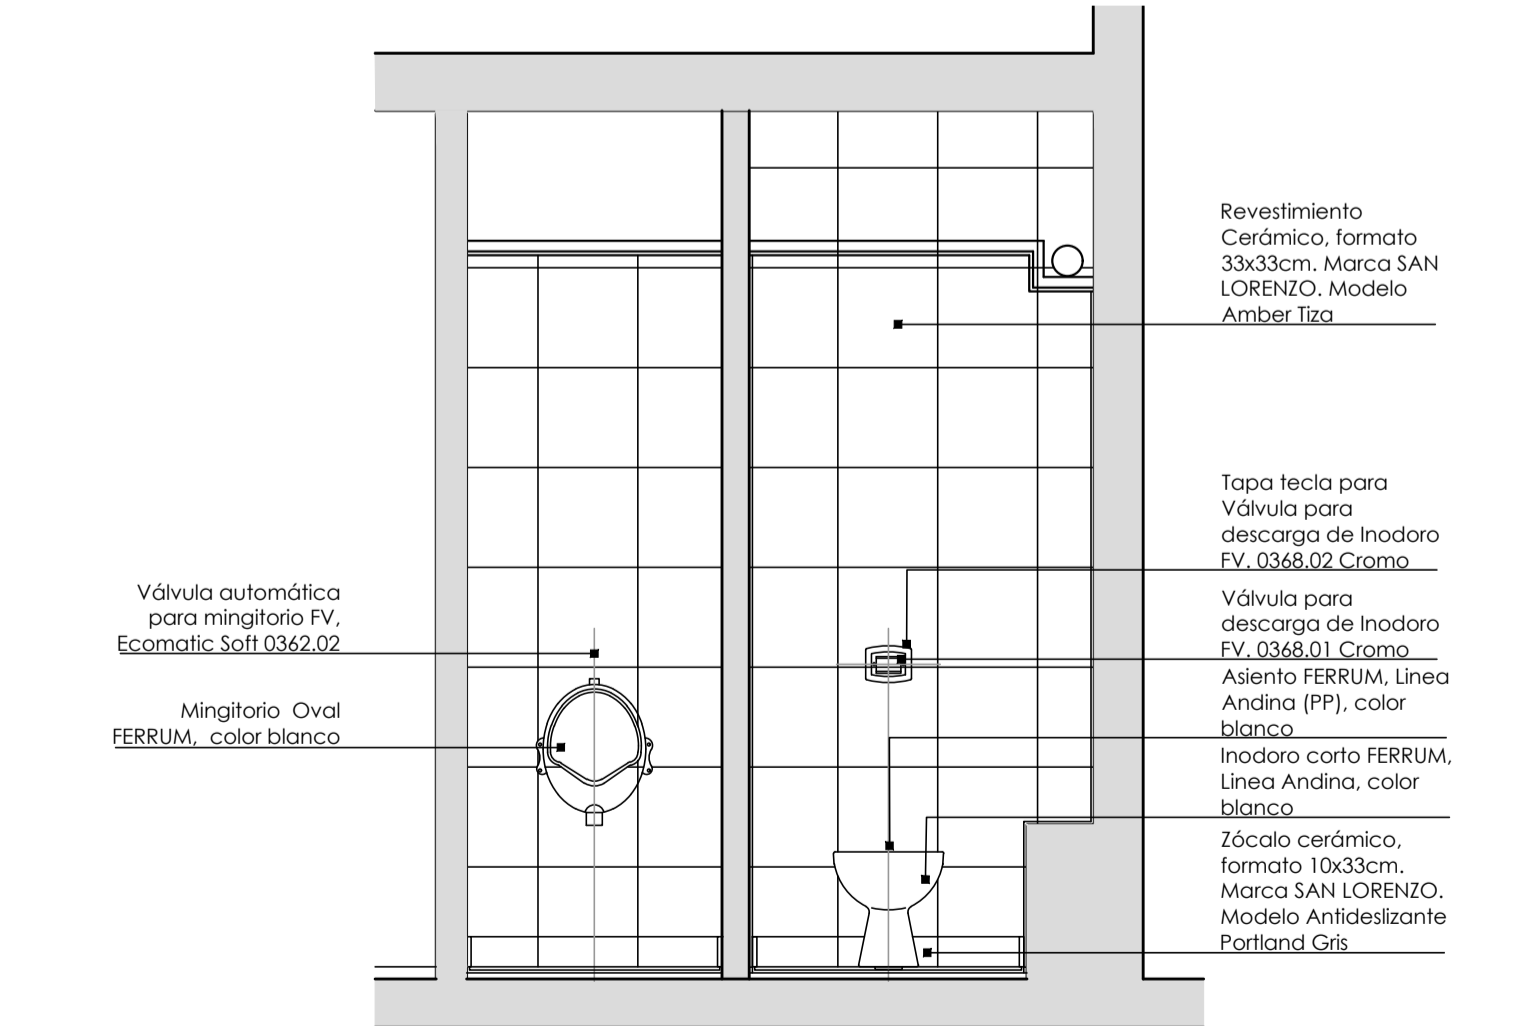 Revestimiento
Cerámico, formato
33x33cm. Marca SAN
LORENZO. Modelo
Amber Tiza
Tapa tecla para
Válvula para
descarga de Inodoro
FV. 0368.02 Cromo
Válvula para
descarga de Inodoro
FV. 0368.01 Cromo
Asiento FERRUM, Linea
Andina (PP), color
blanco
Inodoro corto FERRUM,
Linea Andina, color
blanco
Zócalo cerámico,
formato 10x33cm.
Marca SAN LORENZO.
Modelo Antideslizante
Portland Gris
Válvula automática
para mingitorio FV,
Ecomatic Soft 0362.02
Mingitorio Oval
FERRUM, color blanco